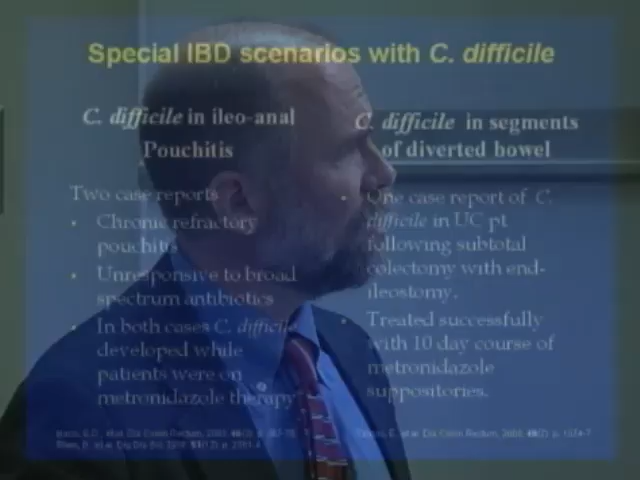 Special IBD scenarios with C. difficile
C. difficile in ileo-anal
Pouchitis
Two case reports
• Chronic refractory
pouchitis
• Unresponsive to broad
spectrum antibiotics
• In both cases C. difficile
developed while
patients were on
metronidazole therapy
C. difficile in segments
of diverted bowel
• One case report of C.
difficile in UC pt
following subtotal
colectomy with end-
ileostomy.
• Treated successfully
with 10 day course of
metronidazole
suppositories.